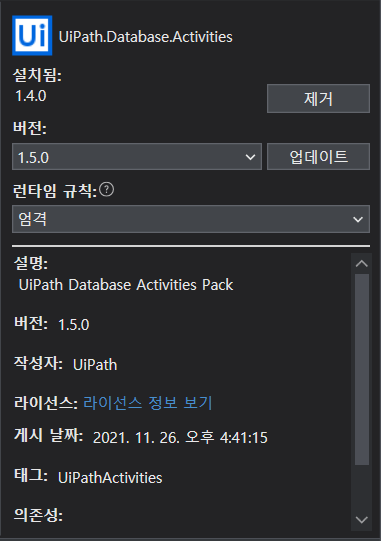 Ui UiPath.Database.Activities
설치됨:
1.4.0
제거
버전:
1.5.0 업데이트
런타임 규칙:?
엄격
설명:
UiPath Database Activities Pack
버전: 1.5.0
작성자: UiPath
라이선스: 라이선스 정보 보기
게시 날짜: 2021. 11. 26. 오후 4:41:15
태그: UiPathActivities
의존성: